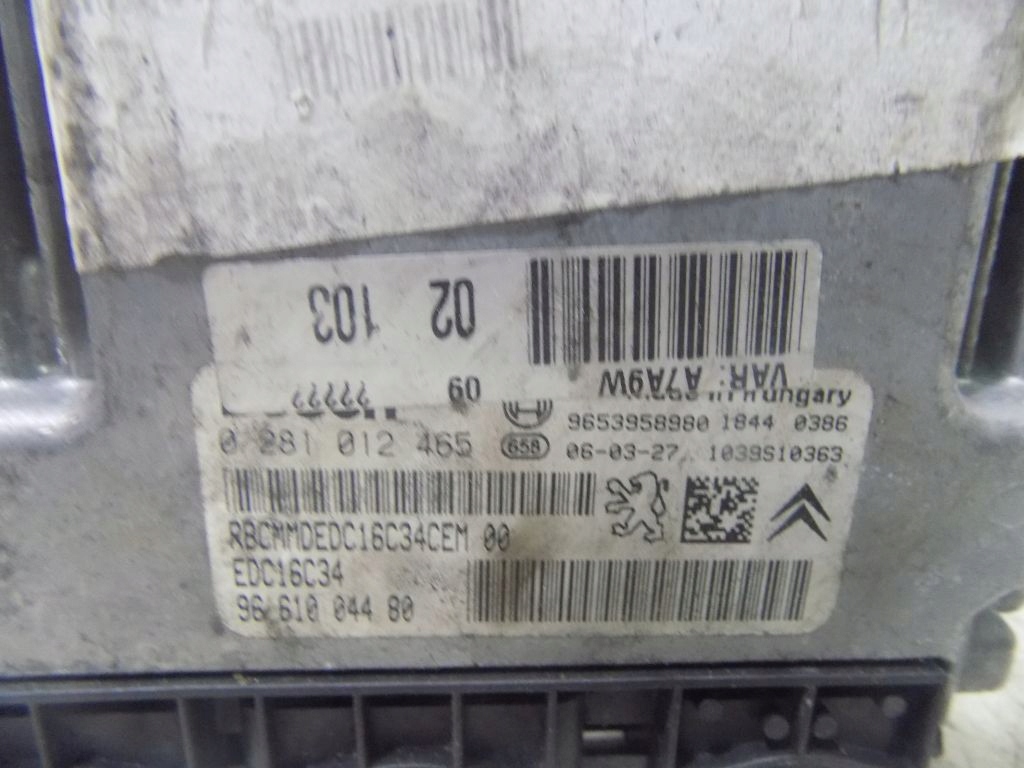 02 103
VAR: A7A9W
09 ?????
Hungary
9653958980 1844 0386
0 281 012 465 658 06-03-27 1039S10363
RBCMMDEDC16C34CEM 00
EDC16C34
96 610 044 80